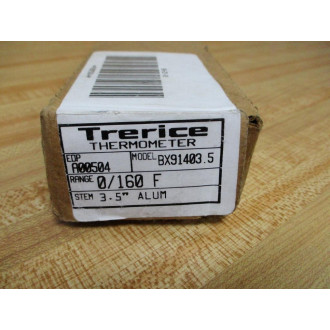 Trerice
THERMOMETER
EDP A00504 MODEL BX91403.5
RANGE 0/160 F
STEM 3.5" ALUM